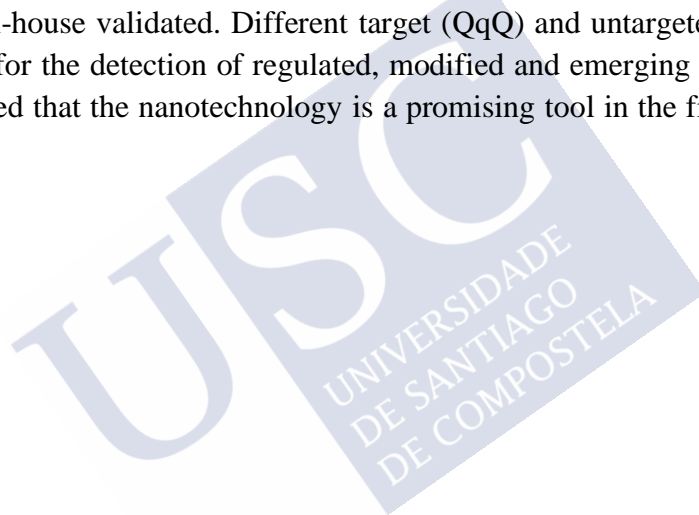 -house validated. Different target (QqQ) and untargete
for the detection of regulated, modified and emerging
ed that the nanotechnology is a promising tool in the f
USC
UNIVERSIDADE
DE SANTIAGO
DE COMPOSTELA